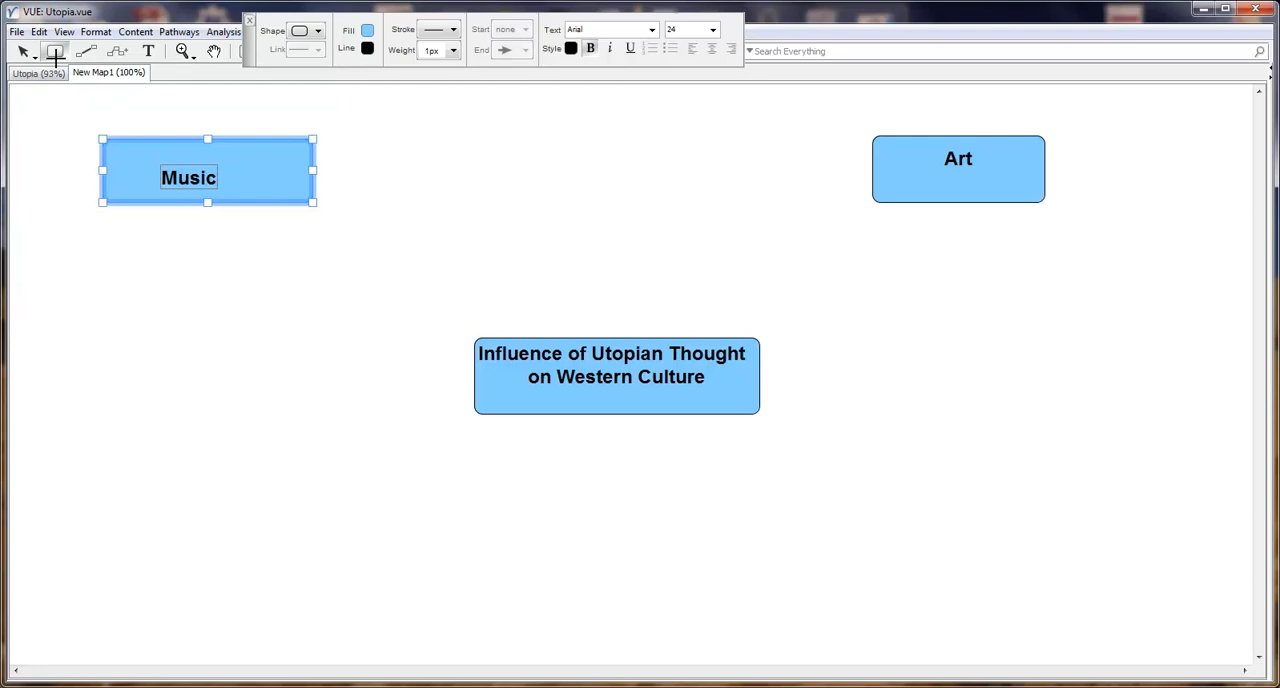 VUE: Utopia.vue
File Edit View Format Content Pathways Analysis
Shape Fill Stroke Start none Text Arial 24
Link Line Weight 1px End Style B i U
T
Search Everything
Utopia (93%) New Map1 (100%)
Music
Art
Influence of Utopian Thought
on Western Culture